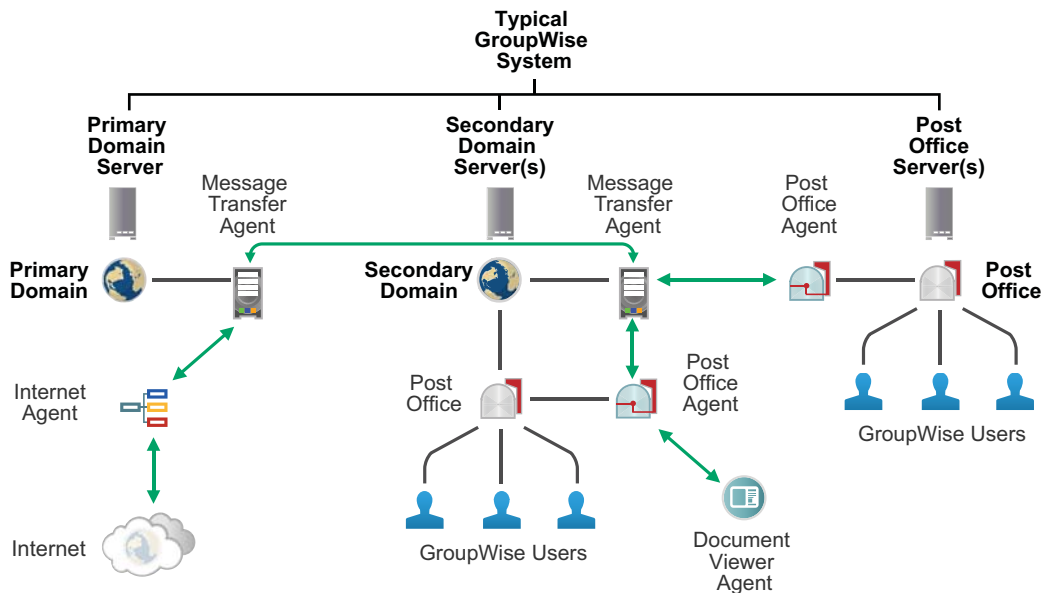 Typical
GroupWise
System
Primary
Domain
Server
Secondary
Domain
Server(s)
Post
Office
Server(s)
Message
Transfer
Agent
Message
Transfer
Agent
Post
Office
Agent
Primary
Domain
Secondary
Domain
Post
Office
Internet
Agent
Post
Office
Post
Office
Agent
GroupWise Users
Internet
GroupWise Users
Document
Viewer
Agent